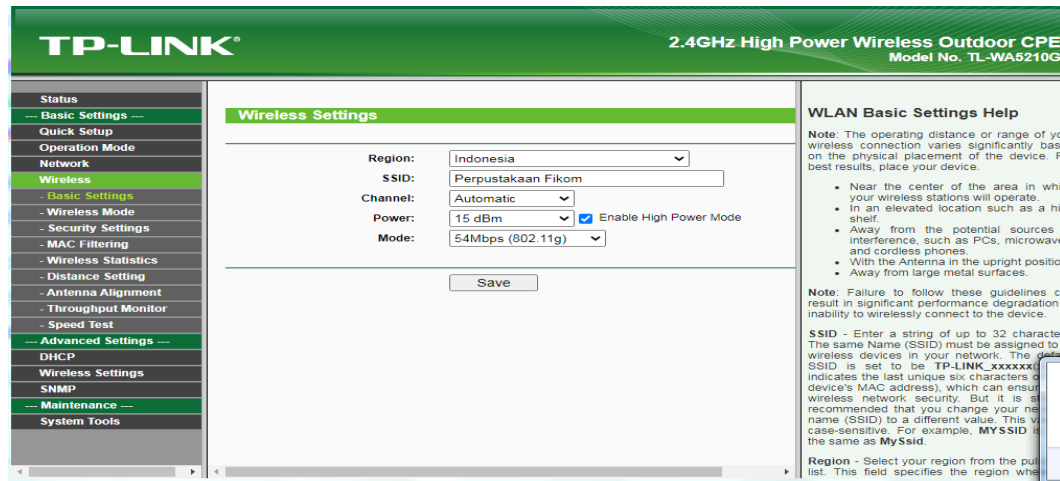 TP-LINK®
2.4GHz High Power Wireless Outdoor CPE
Model No. TL-WA5210G
Status
--- Basic Settings ---
Quick Setup
Operation Mode
Network
Wireless
- Basic Settings
- Wireless Mode
- Security Settings
- MAC Filtering
- Wireless Statistics
- Distance Setting
- Antenna Alignment
- Throughput Monitor
- Speed Test
--- Advanced Settings ---
DHCP
Wireless Settings
SNMP
--- Maintenance ---
System Tools
Wireless Settings
Region: Indonesia
SSID: Perpustakaan Fikom
Channel: Automatic
Power: 15 dBm Enable High Power Mode
Mode: 54Mbps (802.11g)
Save
WLAN Basic Settings Help
Note: The operating distance or range of
wireless connection varies significantly
on the physical placement of the device.
best results, place your device.
• Near the center of the area in
your wireless stations will operate.
• In an elevated location such as a
shelf.
• Away from the potential sources
interference, such as PCs,
and cordless phones.
• With the Antenna in the upright
• Away from large metal surfaces.
Note: Failure to follow these guidelines
result in significant performance degradation
inability to wirelessly connect to the device.
SSID - Enter a string of up to 32
The same Name (SSID) must be assigned to
wireless devices in your network. The
SSID is set to be TP-LINK_xxxxxx(
indicates the last unique six characters
device's MAC address), which can
wireless network security. But it is
recommended that you change your
name (SSID) to a different value. This
case-sensitive. For example, MYSSID
the same as MySsid.
Region - Select your region from the
list. This field specifies the region